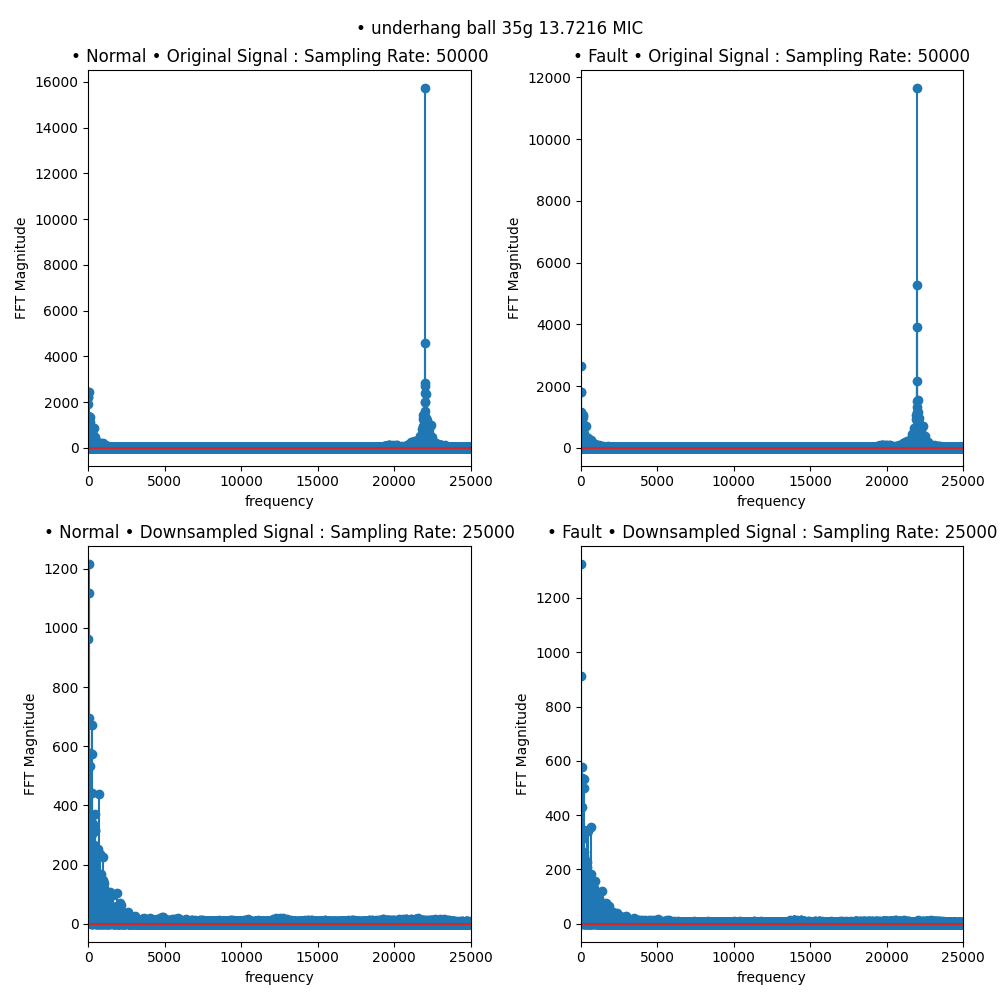 • underhang ball 35g 13.7216 MIC
• Normal • Original Signal : Sampling Rate: 50000
16000
14000
12000
10000
8000
6000
4000
2000
0
FFT Magnitude
0 5000 10000 15000 20000 25000
frequency
• Fault • Original Signal : Sampling Rate: 50000
12000
10000
8000
6000
4000
2000
0
FFT Magnitude
0 5000 10000 15000 20000 25000
frequency
• Normal • Downsampled Signal : Sampling Rate: 25000
1200
1000
800
600
400
200
0
FFT Magnitude
0 5000 10000 15000 20000 25000
frequency
• Fault • Downsampled Signal : Sampling Rate: 25000
1200
1000
800
600
400
200
0
FFT Magnitude
0 5000 10000 15000 20000 25000
frequency